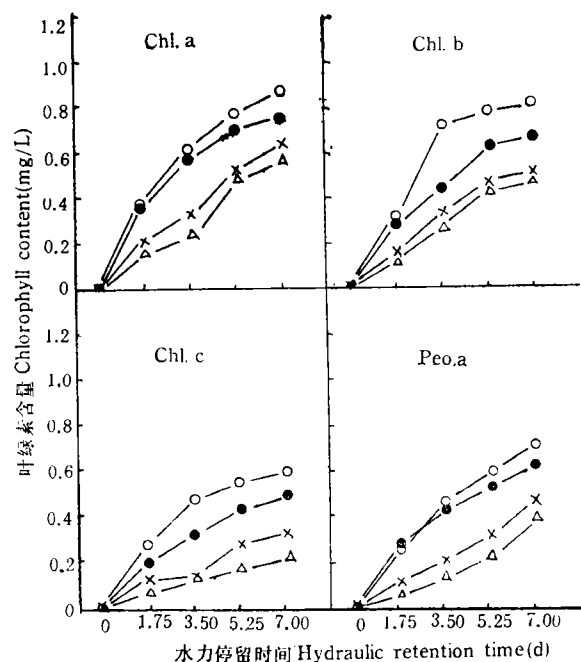 Chl. a
Chl. b
1.2
1.0
0.8
0.6
0.4
0.2
0
Chl. c
Peo.a
1.2
1.0
0.8
0.6
0.4
0.2
0
0 1.75 3.50 5.25 7.00
0 1.75 3.50 5.25 7.00
叶绿素含量 Chlorophyll content(mg/L)
水力停留时间 Hydraulic retention time(d)